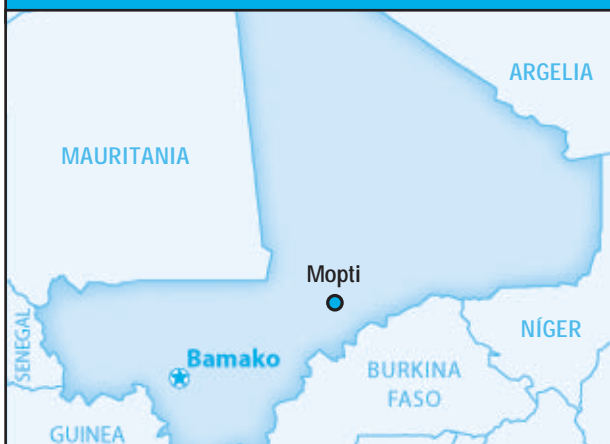 ARGELIA
MAURITANIA
Mopti
SENEGAL
NÍGER
Bamako
BURKINA
FASO
GUINEA